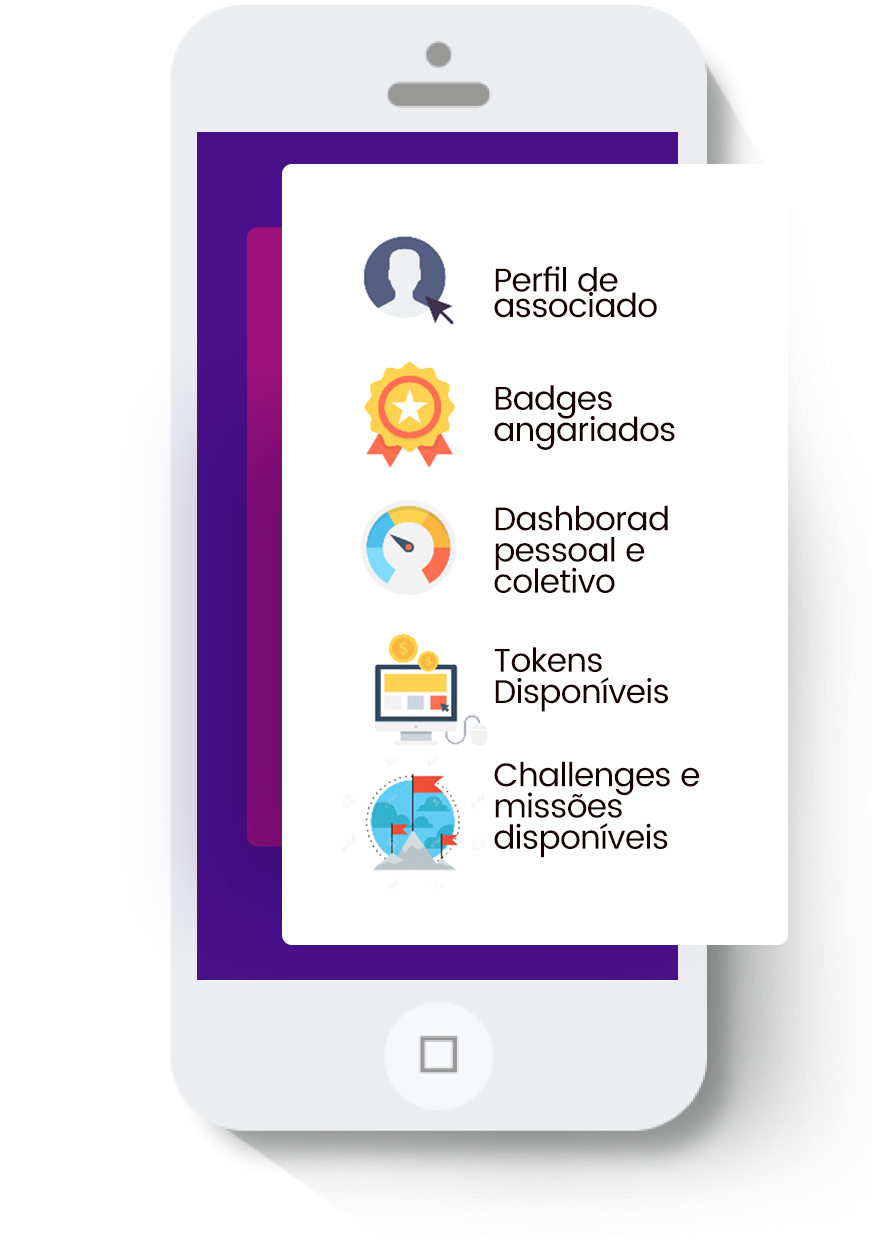 Perfil de
associado
Badges
angariados
Dashborad
pessoal e
coletivo
Tokens
Disponíveis
Challenges e
missões
disponíveis